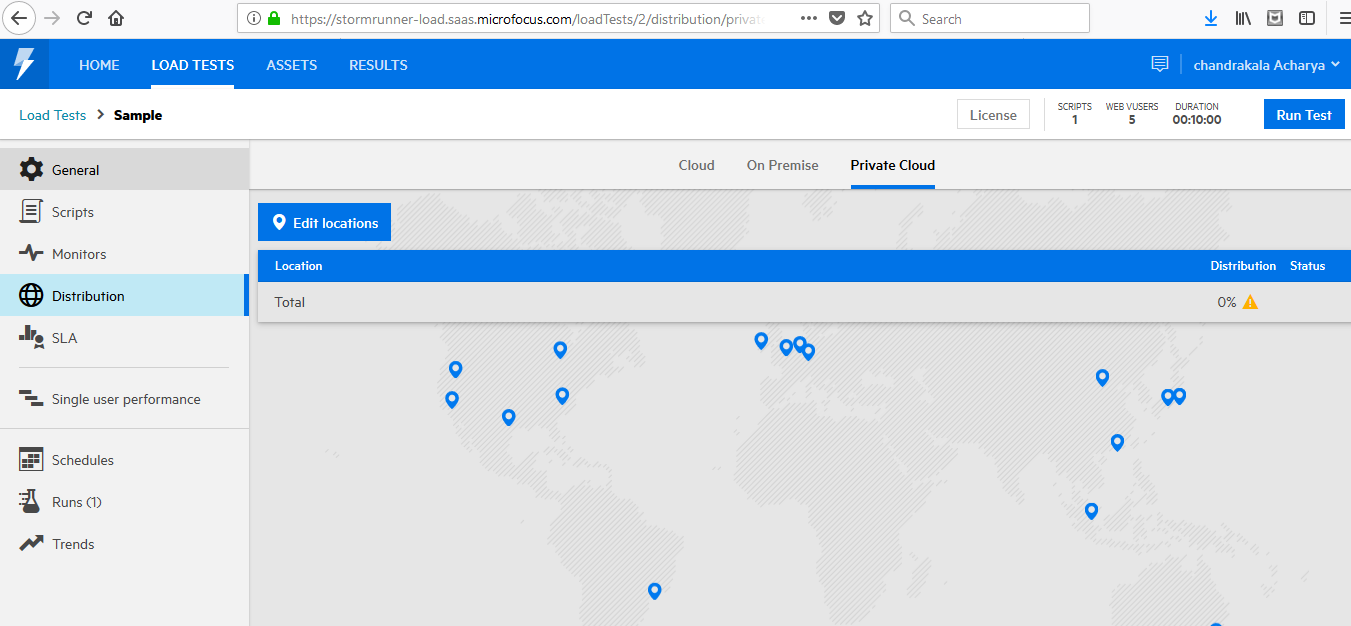 https://stormrunner-load.saas.microfocus.com/loadTests/2/distribution/privat
Search
HOME LOAD TESTS ASSETS RESULTS
chandrakala Acharya
Load Tests > Sample
License
SCRIPTS WEB VUSERS DURATION
1 5 00:10:00
Run Test
General
Cloud On Premise Private Cloud
Scripts
Edit locations
Monitors
Location Distribution Status
Distribution
Total 0%
SLA
Single user performance
Schedules
Runs (1)
Trends